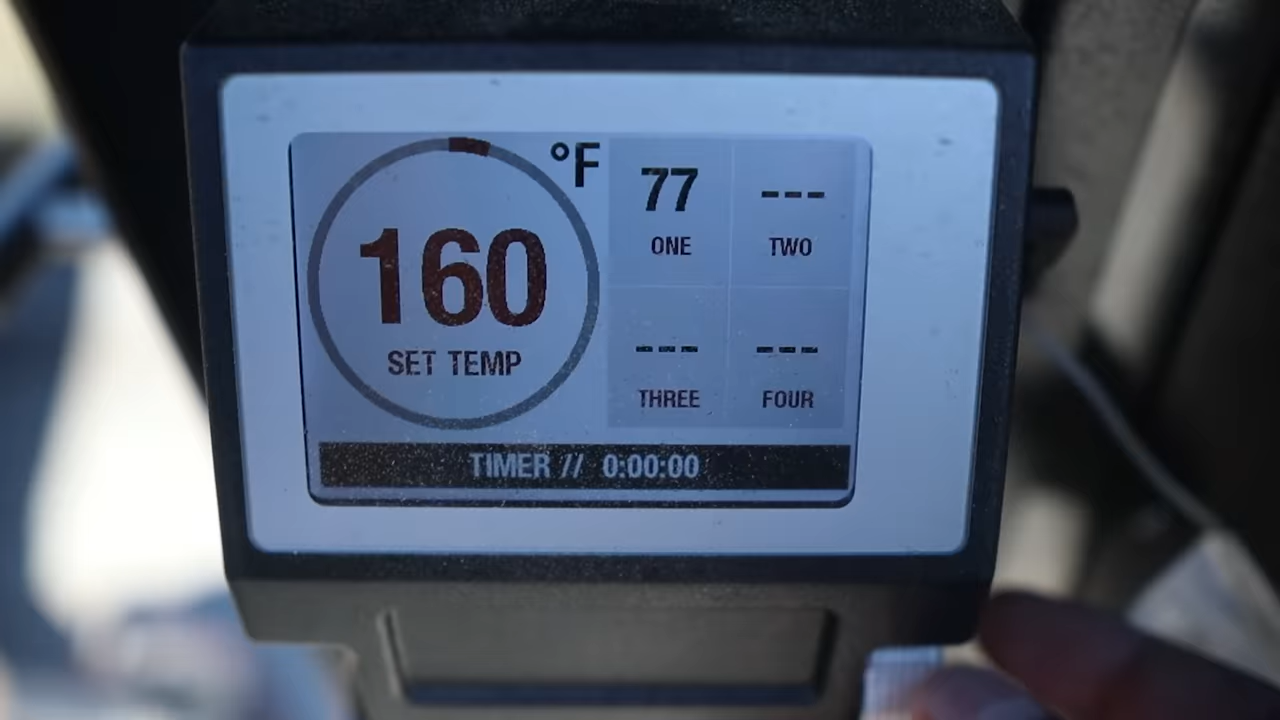 °F
160
SET TEMP
77
ONE
---
TWO
---
THREE
---
FOUR
TIMER // 0:00:00